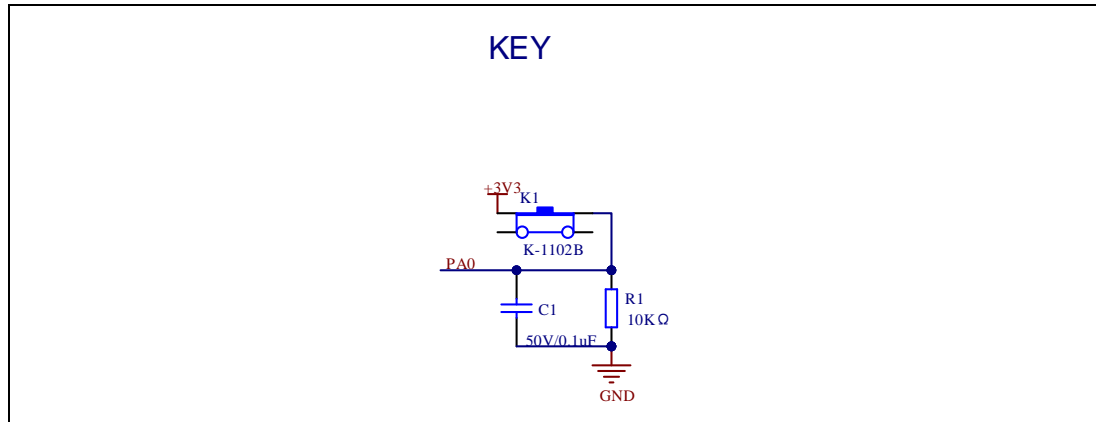 KEY
+3V3
K1
K-1102B
PA0
C1
R1
10KΩ
50V/0.1uF
GND